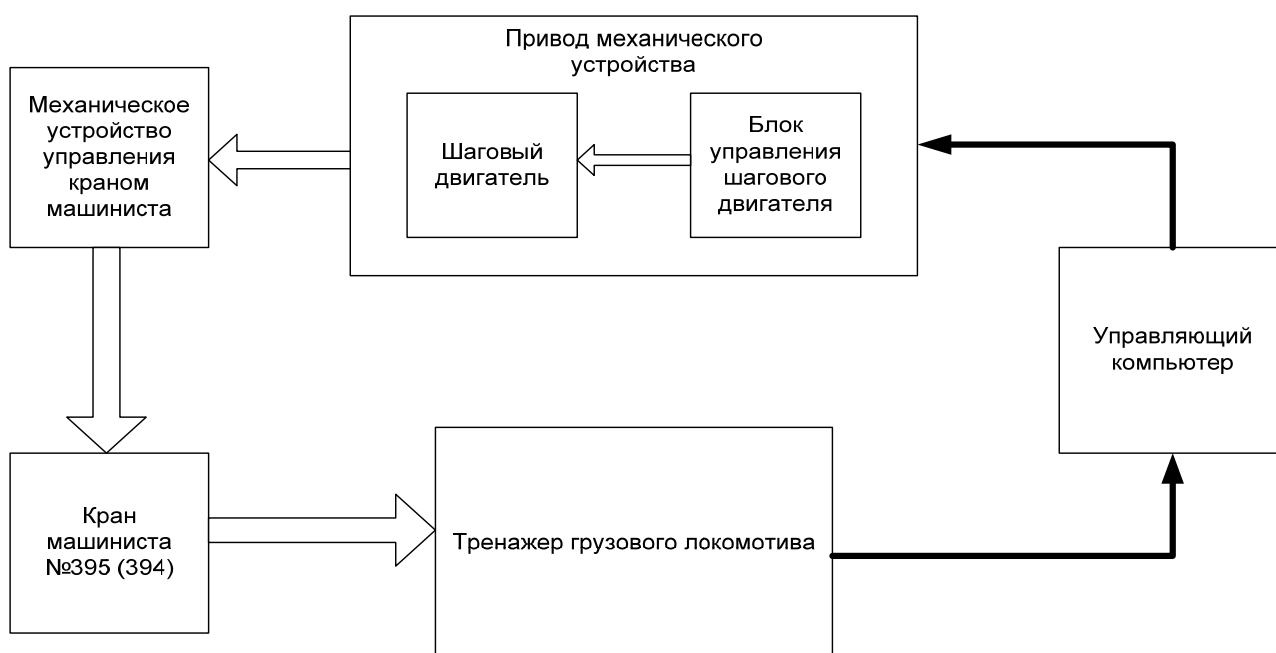 Привод механического
устройства
Механическое
устройство
управления
краном
машиниста
Шаговый
двигатель
Блок
управления
шагового
двигателя
Управляющий
компьютер
Кран
машиниста
№395 (394)
Тренажер грузового локомотива